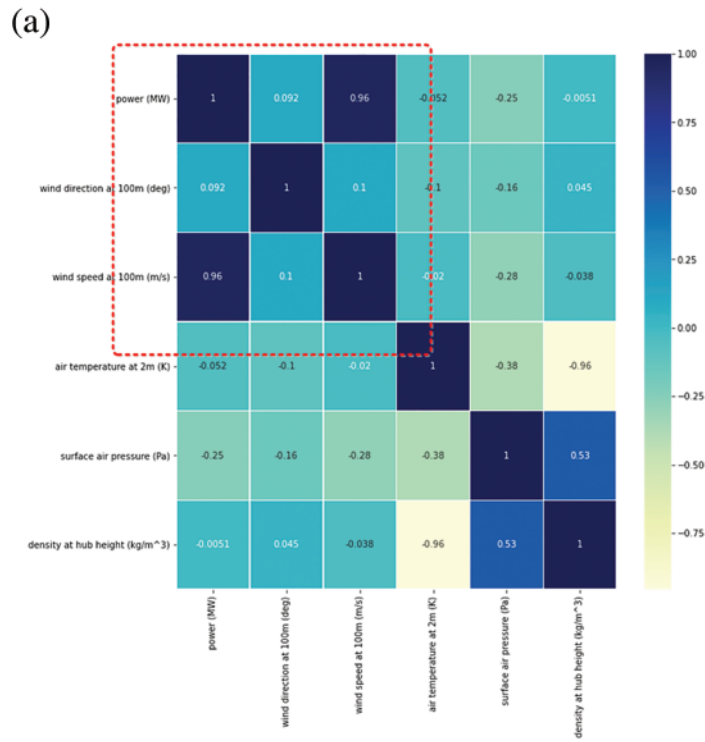 (a)
power (MW) 1 0.092 0.96 -0.052 -0.25 -0.0051
wind direction at 100m (deg) 0.092 1 0.1 -0.1 -0.16 0.045
wind speed at 100m (m/s) 0.96 0.1 1 -0.02 -0.28 -0.038
air temperature at 2m (K) -0.052 -0.1 -0.02 1 -0.38 -0.96
surface air pressure (Pa) -0.25 -0.16 -0.28 -0.38 1 0.53
density at hub height (kg/m^3) -0.0051 0.045 -0.038 -0.96 0.53 1
power (MW)
wind direction at 100m (deg)
wind speed at 100m (m/s)
air temperature at 2m (K)
surface air pressure (Pa)
density at hub height (kg/m^3)
1.00
0.75
0.50
0.25
0.00
-0.25
-0.50
-0.75